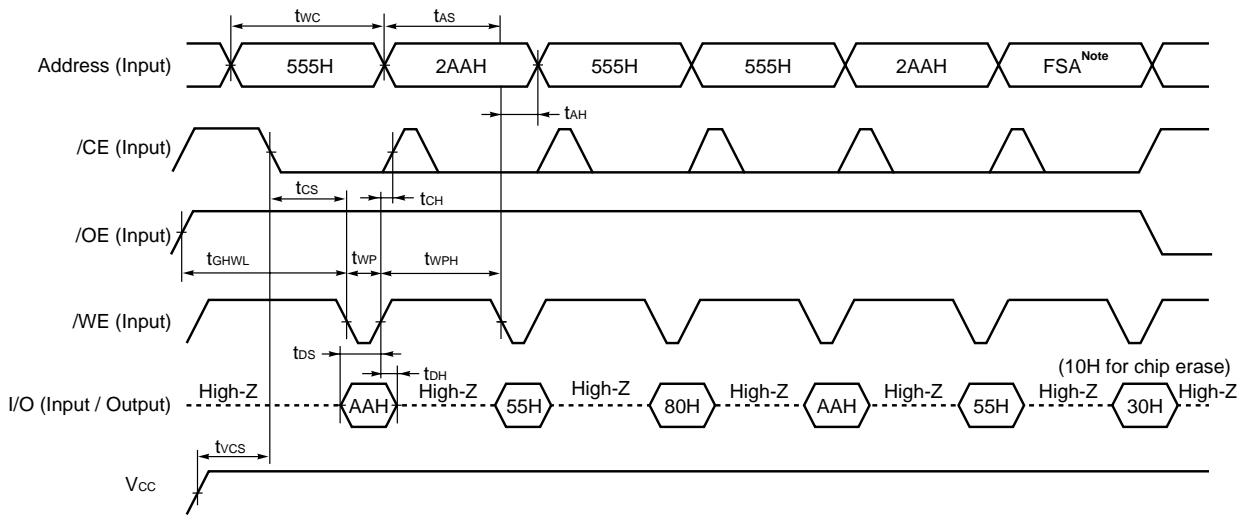 tWC tAS
Address (Input) 555H 2AAH 555H 555H 2AAH FSA Note
tAH
/CE (Input)
tCS tCH
/OE (Input)
tGHWL tWP tWPH
/WE (Input)
tDS tDH
(10H for chip erase)
I/O (Input / Output) High-Z AAH High-Z 55H High-Z 80H High-Z AAH High-Z 55H High-Z 30H High-Z
tVCS
VCC